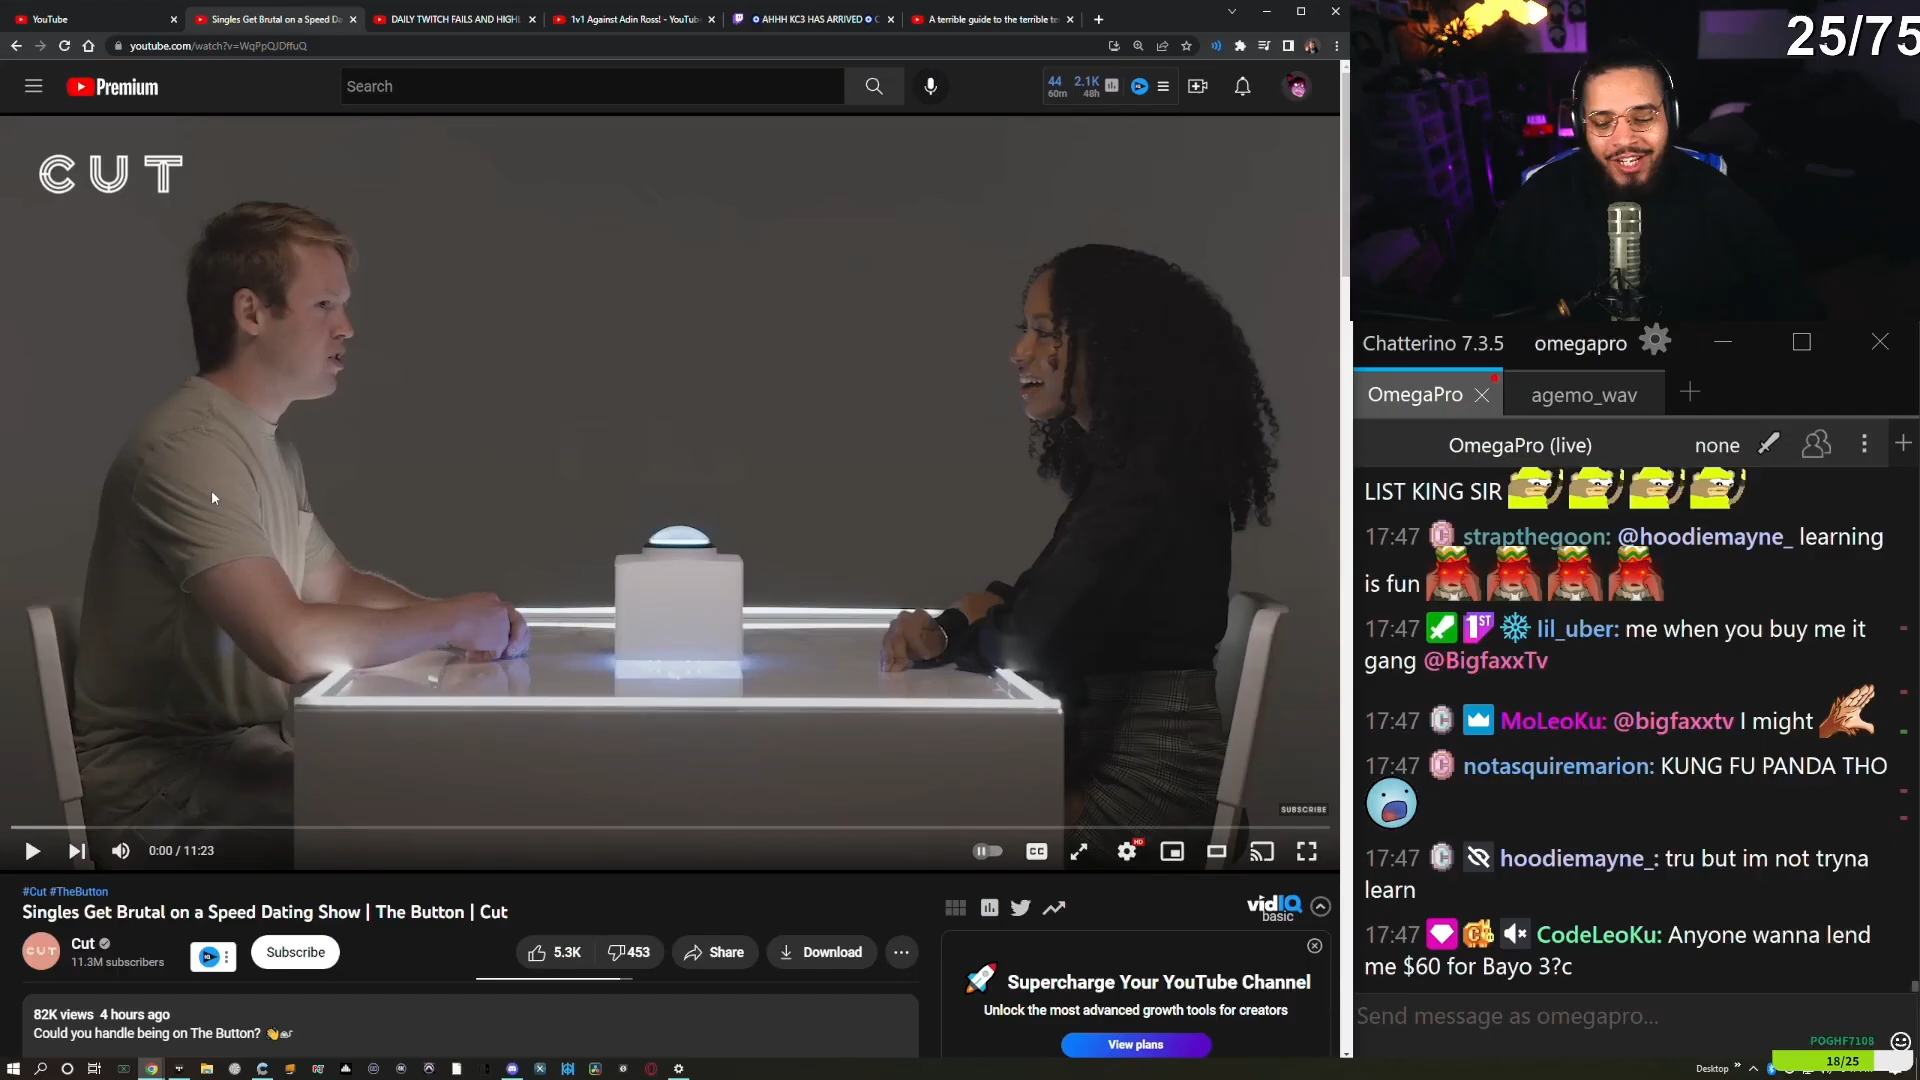 YouTube
Singles Get Brutal on a Speed Da
DAILY TWITCH FAILS AND HIGHL
1v1 Against Adin Ross! - YouTube
AHHH KC3 HAS ARRIVED
A terrible guide to the terrible te
youtube.com/watch?v=WqPpQJDffuQ
Premium
Search
44 60m 2.1K 48h
25/75
CUT
SUBSCRIBE
0:00 / 11:23
CC
HD
#Cut #TheButton
Singles Get Brutal on a Speed Dating Show | The Button | Cut
CUT
Cut
11.3M subscribers
Subscribe
5.3K
453
Share
Download
82K views 4 hours ago
Could you handle being on The Button?
vidIQ
basic
Supercharge Your YouTube Channel
Unlock the most advanced growth tools for creators
View plans
Chatterino 7.3.5 omegapro
OmegaPro agemo_wav
OmegaPro (live) none
LIST KING SIR
17:47 strapthegoon: @hoodiemayne_ learning
is fun
17:47 1ST lil_uber: me when you buy me it
gang @BigfaxxTv
17:47 MoLeoKu: @bigfaxxtv I might
17:47 notasquiremarion: KUNG FU PANDA THO
17:47 hoodiemayne_: tru but im not tryna
learn
17:47 CodeLeoKu: Anyone wanna lend
me $60 for Bayo 3?c
Send message as omegapro...
POGHF7108
18/25
Desktop